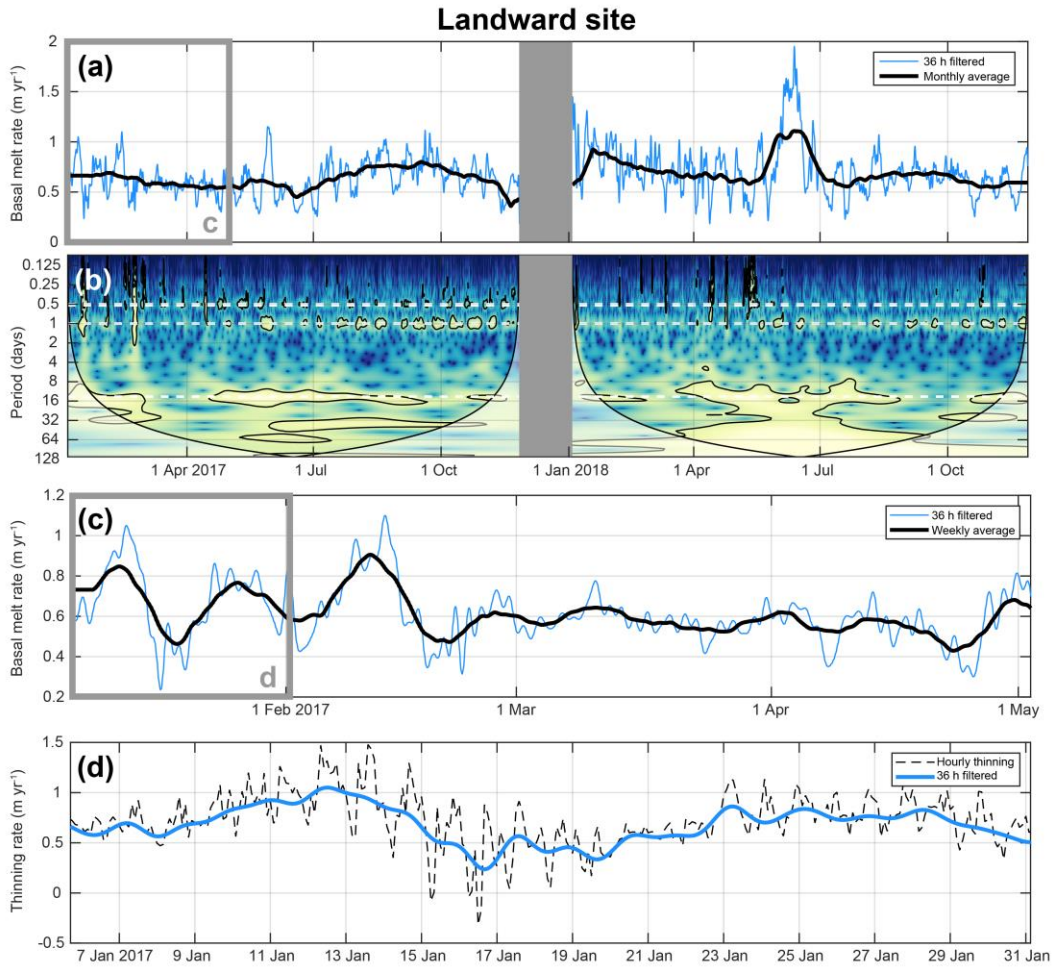 Landward site
(a)
Basal melt rate (m yr⁻¹)
2
1.5
1
0.5
0
36 h filtered
Monthly average
c
(b)
Period (days)
0.125
0.25
0.5
1
2
4
8
16
32
64
128
1 Apr 2017
1 Jul
1 Oct
1 Jan 2018
1 Apr
1 Jul
1 Oct
(c)
Basal melt rate (m yr⁻¹)
1.2
1
0.8
0.6
0.4
0.2
36 h filtered
Weekly average
d
1 Feb 2017
1 Mar
1 Apr
1 May
(d)
Thinning rate (m yr⁻¹)
1.5
1
0.5
0
-0.5
Hourly thinning
36 h filtered
7 Jan 2017
9 Jan
11 Jan
13 Jan
15 Jan
17 Jan
19 Jan
21 Jan
23 Jan
25 Jan
27 Jan
29 Jan
31 Jan